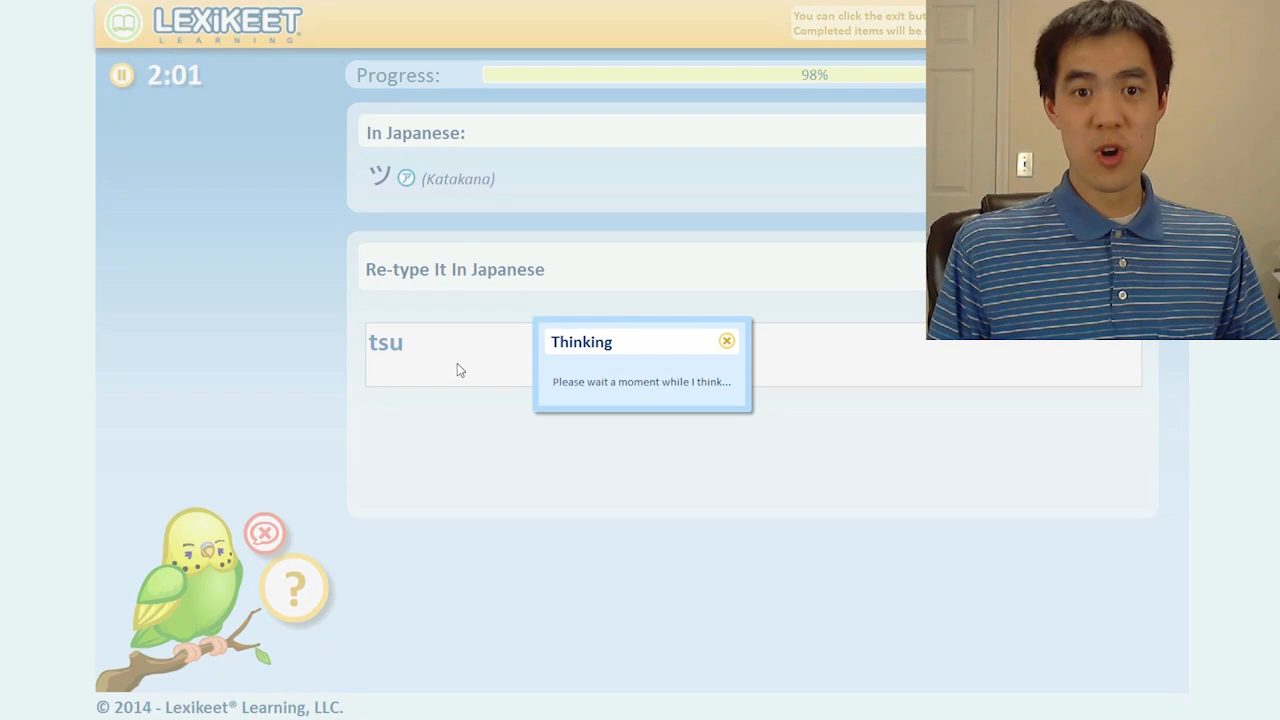 LEXiKEET®
LEARNING
You can click the exit but
Completed items will be
2:01
Progress:
98%
In Japanese:
ツ ア (Katakana)
Re-type It In Japanese
tsu
Thinking
Please wait a moment while I think...
?
© 2014 - Lexikeet® Learning, LLC.